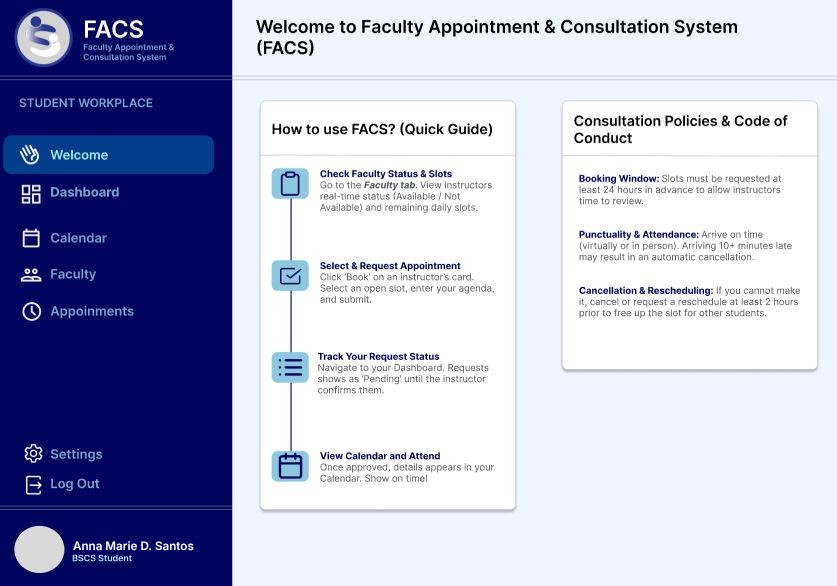 FACS
Faculty Appointment &
Consultation System
STUDENT WORKPLACE
Welcome
Dashboard
Calendar
Faculty
Appoinments
Settings
Log Out
Anna Marie D. Santos
BSCS Student
Welcome to Faculty Appointment & Consultation System
(FACS)
How to use FACS? (Quick Guide)
Check Faculty Status & Slots
Go to the Faculty tab. View instructors
real-time status (Available / Not
Available) and remaining daily slots.
Select & Request Appointment
Click 'Book' on an instructor's card.
Select an open slot, enter your agenda,
and submit.
Track Your Request Status
Navigate to your Dashboard. Requests
shows as 'Pending' until the instructor
confirms them.
View Calendar and Attend
Once approved, details appears in your
Calendar. Show on time!
Consultation Policies & Code of
Conduct
Booking Window: Slots must be requested at
least 24 hours in advance to allow instructors
time to review.
Punctuality & Attendance: Arrive on time
(virtually or in person). Arriving 10+ minutes late
may result in an automatic cancellation.
Cancellation & Rescheduling: If you cannot make
it, cancel or request a reschedule at least 2 hours
prior to free up the slot for other students.